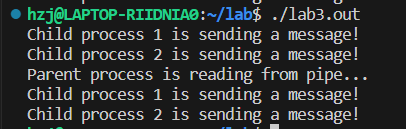 hzj@LAPTOP-RIIDNIA0:~/lab$ ./lab3.out
Child process 1 is sending a message!
Child process 2 is sending a message!
Parent process is reading from pipe...
Child process 1 is sending a message!
Child process 2 is sending a message!